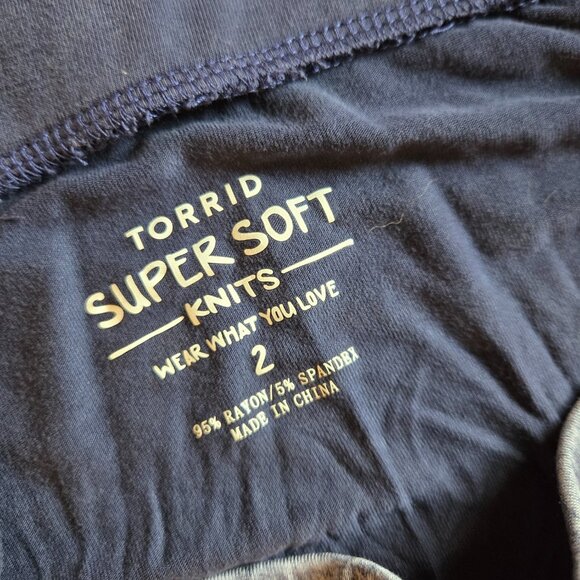 TORRID
SUPER SOFT
KNITS
WEAR WHAT YOU LOVE
2
95% RAYON/5% SPANDEX
MADE IN CHINA